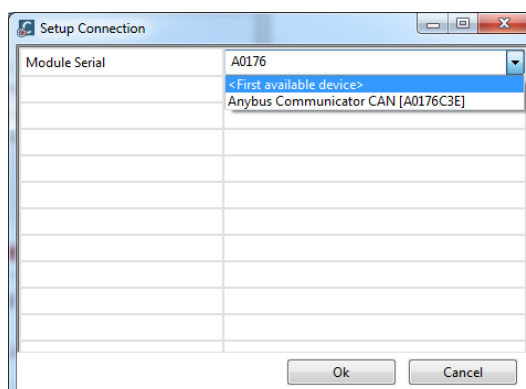 Setup Connection
Module Serial A0176
<First available device>
Anybus Communicator CAN [A0176C3E]
Ok Cancel